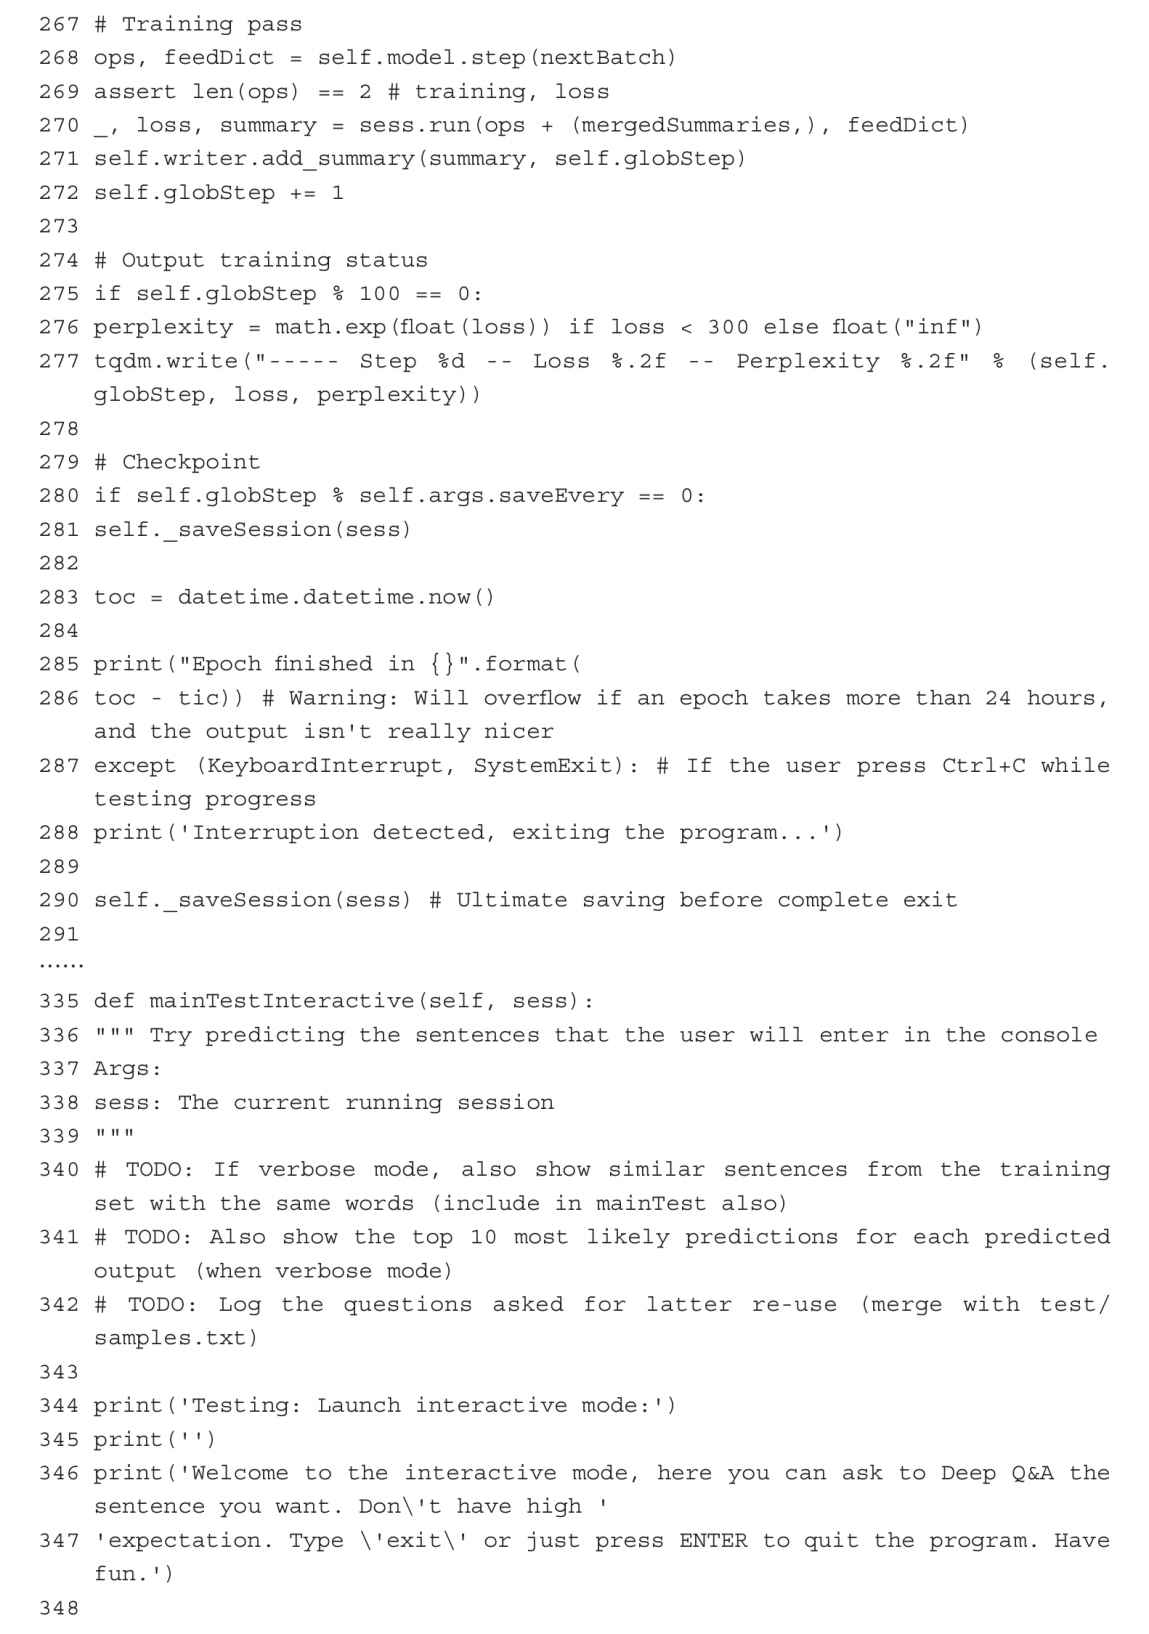 267 # Training pass
268 ops, feedDict = self.model.step(nextBatch)
269 assert len(ops) == 2 # training, loss
270 _, loss, summary = sess.run(ops + (mergedSummaries,), feedDict)
271 self.writer.add_summary(summary, self.globStep)
272 self.globStep += 1
273
274 # Output training status
275 if self.globStep % 100 == 0:
276 perplexity = math.exp(float(loss)) if loss < 300 else float("inf")
277 tqdm.write("----- Step %d -- Loss %.2f -- Perplexity %.2f" % (self.
globStep, loss, perplexity))
278
279 # Checkpoint
280 if self.globStep % self.args.saveEvery == 0:
281 self._saveSession(sess)
282
283 toc = datetime.datetime.now()
284
285 print("Epoch finished in {}".format(
286 toc - tic)) # Warning: Will overflow if an epoch takes more than 24 hours,
and the output isn't really nicer
287 except (KeyboardInterrupt, SystemExit): # If the user press Ctrl+C while
testing progress
288 print('Interruption detected, exiting the program...')
289
290 self._saveSession(sess) # Ultimate saving before complete exit
291
......
335 def mainTestInteractive(self, sess):
336 """ Try predicting the sentences that the user will enter in the console
337 Args:
338 sess: The current running session
339 """
340 # TODO: If verbose mode, also show similar sentences from the training
set with the same words (include in mainTest also)
341 # TODO: Also show the top 10 most likely predictions for each predicted
output (when verbose mode)
342 # TODO: Log the questions asked for latter re-use (merge with test/
samples.txt)
343
344 print('Testing: Launch interactive mode:')
345 print('')
346 print('Welcome to the interactive mode, here you can ask to Deep Q&A the
sentence you want. Don\'t have high '
347 'expectation. Type \'exit\' or just press ENTER to quit the program. Have
fun.')
348